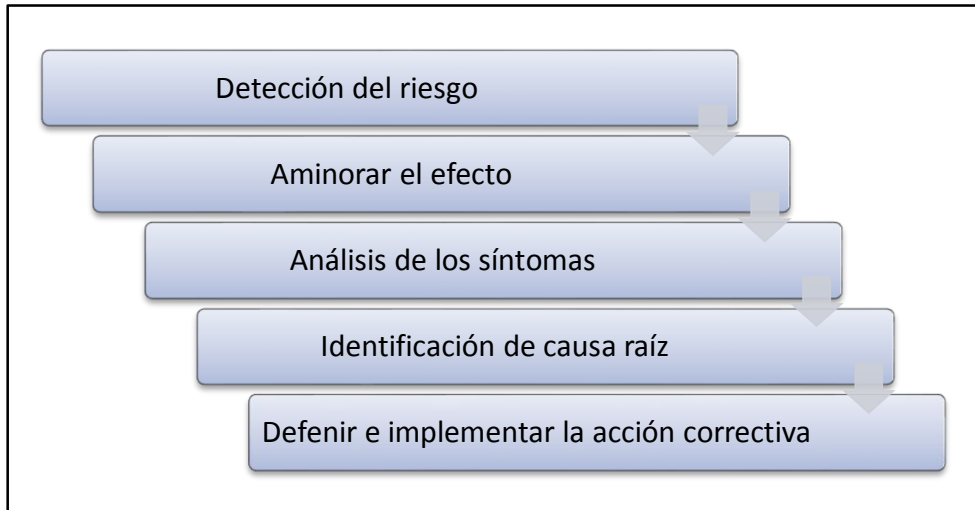 Detección del riesgo
Aminorar el efecto
Análisis de los síntomas
Identificación de causa raíz
Defenir e implementar la acción correctiva